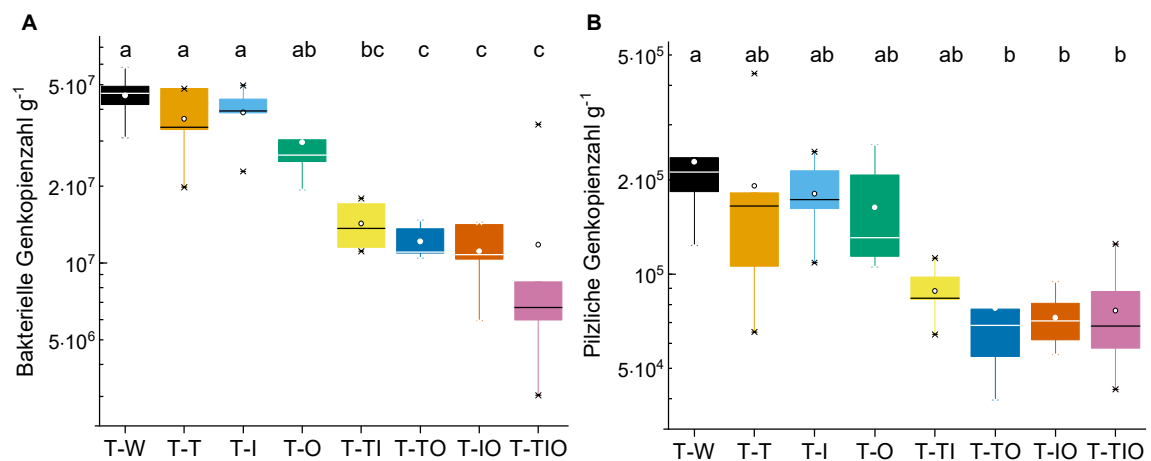 A
Bakterielle Genkopienzahl g⁻¹
a a a ab bc c c c
5·10⁷
2·10⁷
10⁷
5·10⁶
T-W T-T T-I T-O T-TI T-TO T-IO T-TIO
B
Pilzliche Genkopienzahl g⁻¹
a ab ab ab ab b b b
5·10⁵
2·10⁵
10⁵
5·10⁴
T-W T-T T-I T-O T-TI T-TO T-IO T-TIO